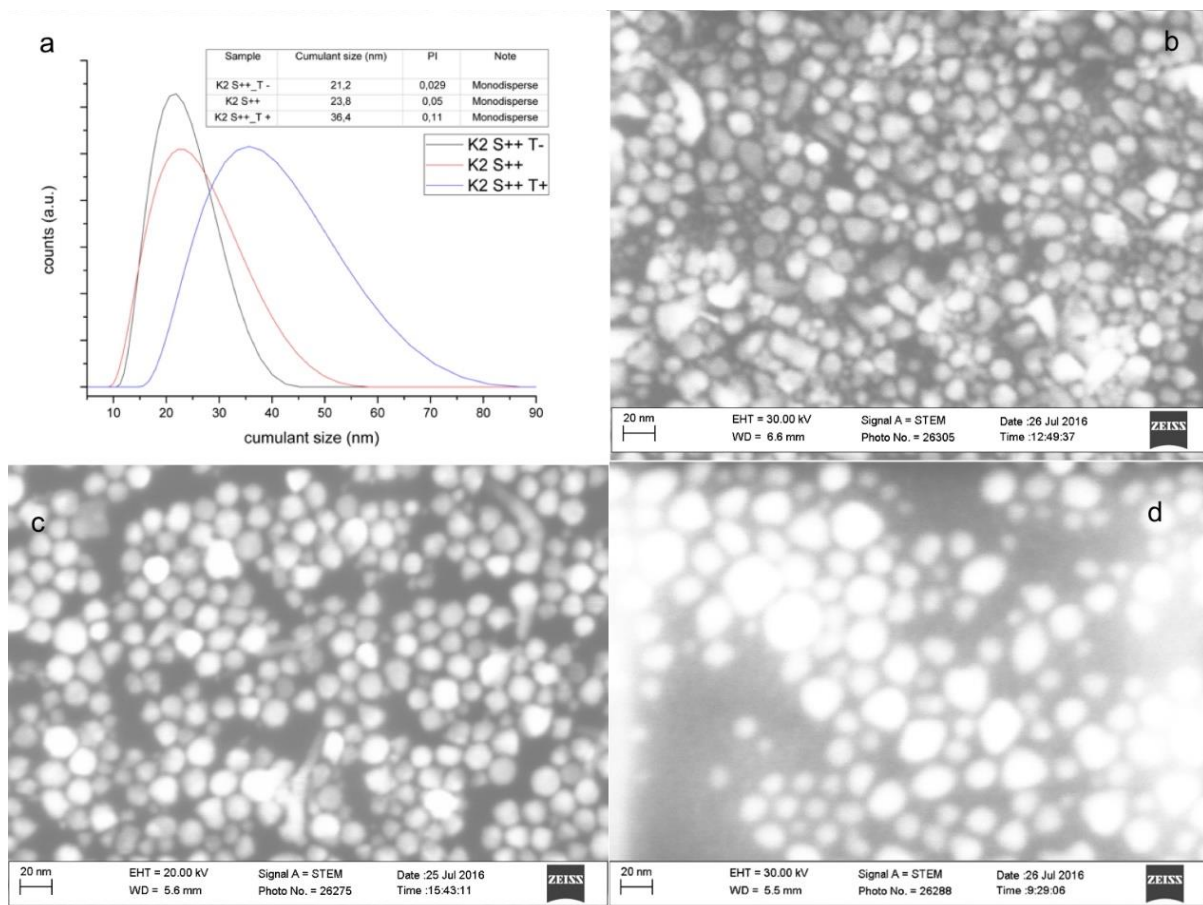 a
Sample Cumulant size (nm) PI Note
K2 S++_T - 21,2 0,029 Monodisperse
K2 S++ 23,8 0,05 Monodisperse
K2 S++_T + 36,4 0,11 Monodisperse
K2 S++ T-
K2 S++
K2 S++ T+
counts (a.u.)
10 20 30 40 50 60 70 80 90
cumulant size (nm)
b
20 nm EHT = 30.00 kV Signal A = STEM Date :26 Jul 2016 ZEISS
WD = 6.6 mm Photo No. = 26305 Time :12:49:37
c
20 nm EHT = 20.00 kV Signal A = STEM Date :25 Jul 2016 ZEISS
WD = 5.6 mm Photo No. = 26275 Time :15:43:11
d
20 nm EHT = 30.00 kV Signal A = STEM Date :26 Jul 2016 ZEISS
WD = 5.5 mm Photo No. = 26288 Time :9:29:06